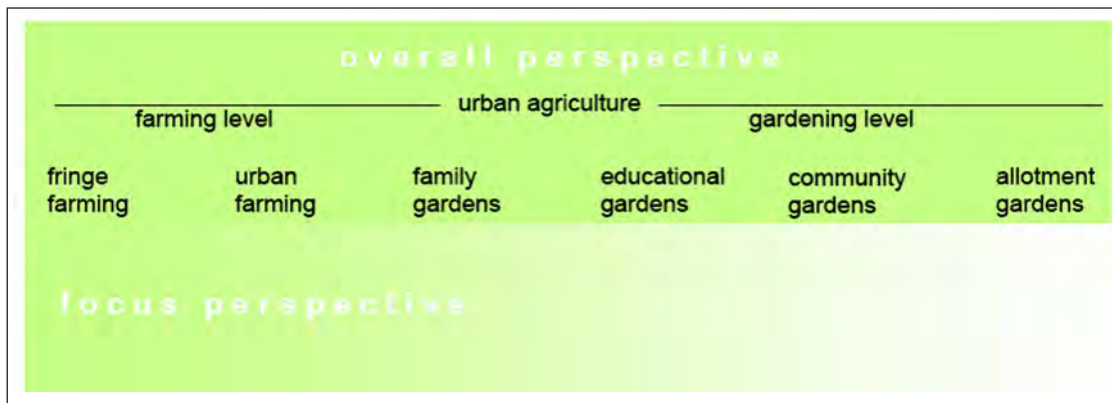 overall perspective
urban agriculture
farming level
gardening level
fringe
farming
urban
farming
family
gardens
educational
gardens
community
gardens
allotment
gardens
focus perspective